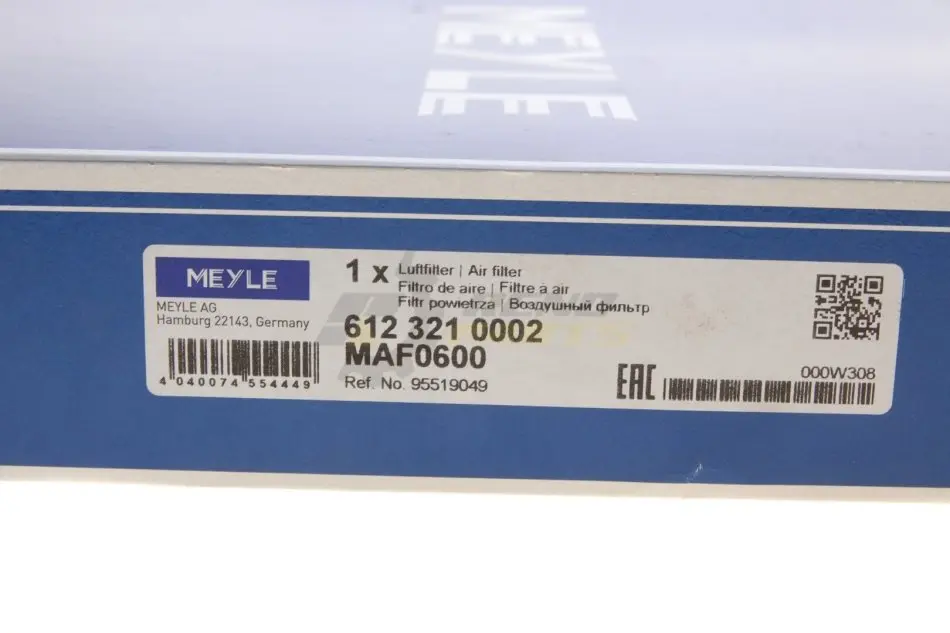 MEYLE
MEYLE
MEYLE AG
Hamburg 22143, Germany
4 040074 554449
1 x Luftfilter | Air filter
Filtro de aire | Filtre à air
Filtr powietrza | Воздушный фильтр
612 321 0002
MAF0600
Ref. No. 95519049
EAC
000W308